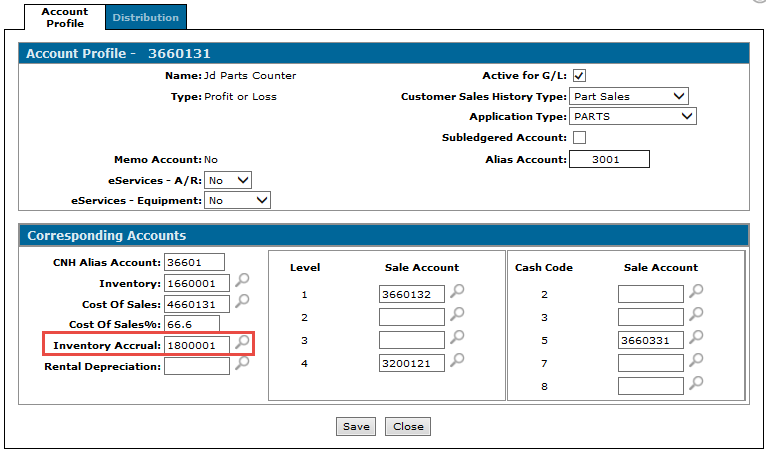 Account Profile
Distribution
Account Profile - 3660131
Name: Jd Parts Counter
Active for G/L:
Type: Profit or Loss
Customer Sales History Type: Part Sales
Application Type: PARTS
Subledgered Account:
Memo Account: No
Alias Account: 3001
eServices - A/R: No
eServices - Equipment: No
Corresponding Accounts
CNH Alias Account: 36601
Inventory: 1660001
Cost Of Sales: 4660131
Cost Of Sales%: 66.6
Inventory Accrual: 1800001
Rental Depreciation:
Level Sale Account
1 3660132
2
3
4 3200121
Cash Code Sale Account
2
3
5 3660331
7
8
Save Close